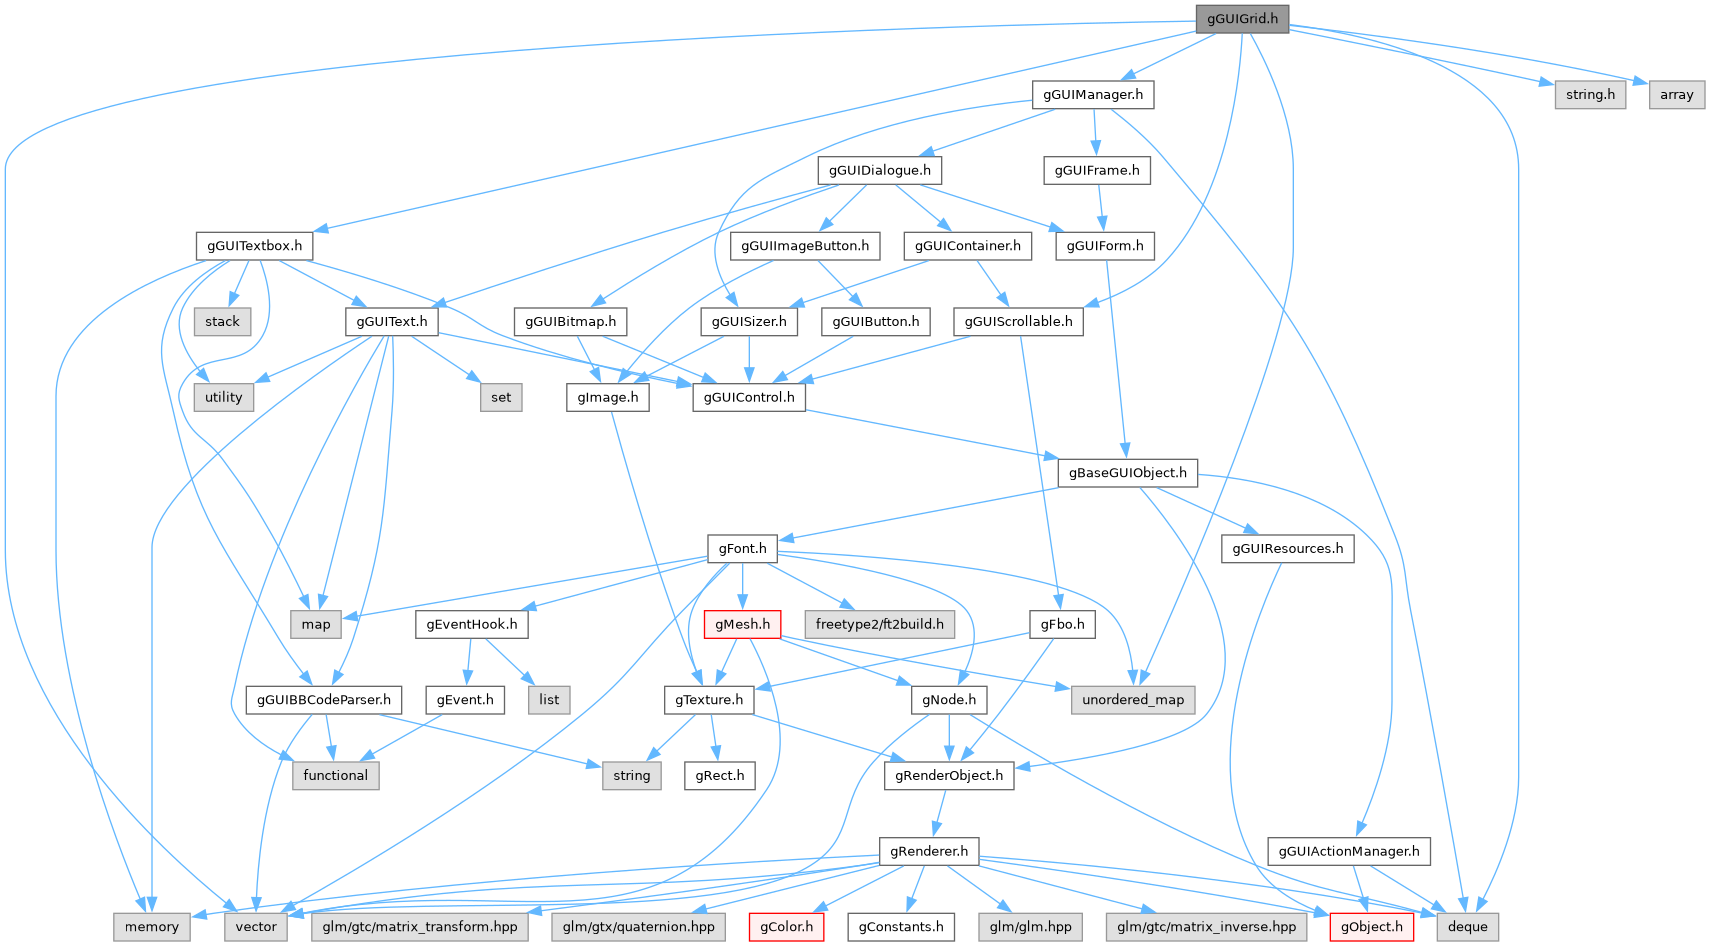 gGUIGrid.h
gGUIManager.h
string.h
array
gGUIDialogue.h
gGUIFrame.h
gGUITextbox.h
gGUIImageButton.h
gGUIContainer.h
gGUIForm.h
stack
gGUIText.h
gGUIBitmap.h
gGUISizer.h
gGUIButton.h
gGUIScrollable.h
utility
set
gImage.h
gGUIControl.h
gBaseGUIObject.h
gFont.h
gGUIResources.h
map
gEventHook.h
gMesh.h
freetype2/ft2build.h
gFbo.h
gGUIBBCodeParser.h
gEvent.h
list
gTexture.h
gNode.h
unordered_map
functional
string
gRect.h
gRenderObject.h
gRenderer.h
gGUIActionManager.h
memory
vector
glm/gtc/matrix_transform.hpp
glm/gtx/quaternion.hpp
gColor.h
gConstants.h
glm/glm.hpp
glm/gtc/matrix_inverse.hpp
gObject.h
deque